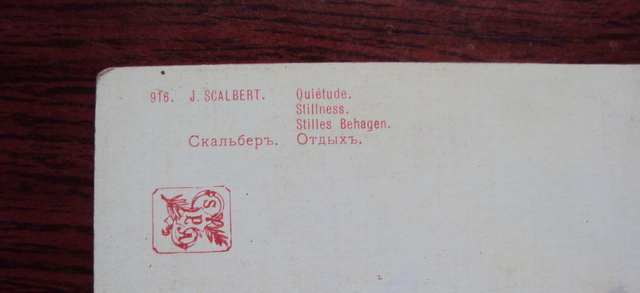 916. J. SCALBERT. Quiétude.
Stillness.
Stilles Behagen.
Скальберъ. Отдыхъ.